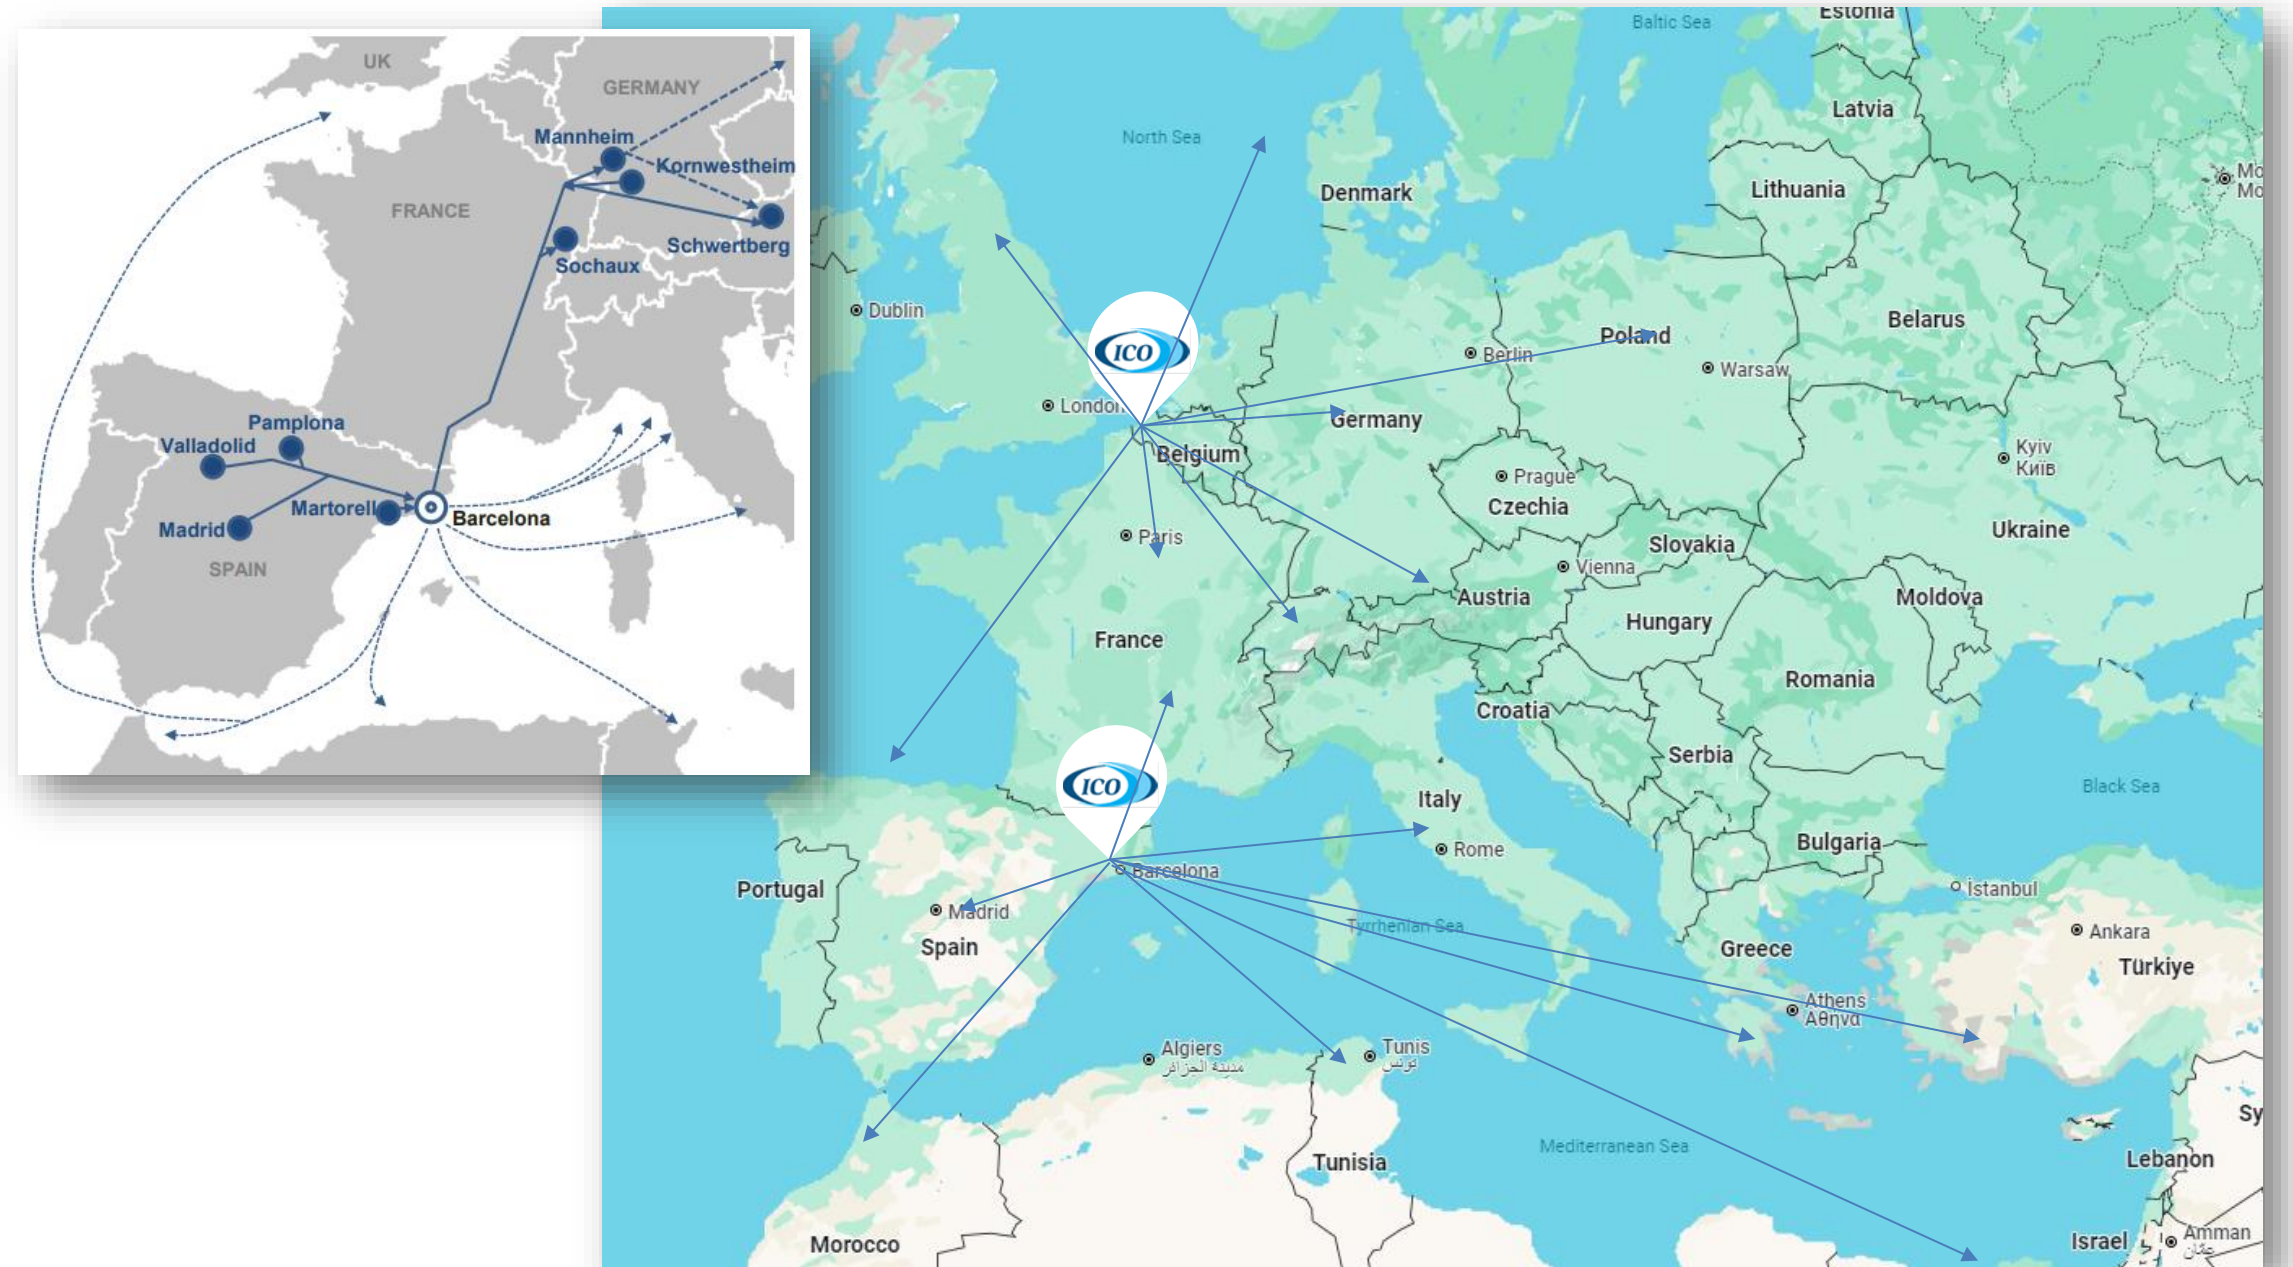 UK
GERMANY
Mannheim
Kornwestheim
FRANCE
Schwertberg
Sochaux
Pamplona
Valladolid
Martorell
Barcelona
Madrid
SPAIN
Baltic Sea
Estonia
Latvia
North Sea
Mo
Mo
Denmark
Lithuania
Dublin
Belarus
Poland
ICO
Berlin
Warsaw
London
Germany
Belgium
Kyiv
Київ
Prague
Czechia
Ukraine
Paris
Slovakia
Vienna
Austria
Moldova
Hungary
France
Romania
Croatia
Serbia
ICO
Black Sea
Italy
Bulgaria
Rome
Barcelona
Portugal
İstanbul
Madrid
Tyrrhenian Sea
Ankara
Spain
Greece
Türkiye
Athens
Αθήνα
Algiers
مدينة الجزائر
Tunis
تونس
Sy
Mediterranean Sea
Tunisia
Lebanon
Morocco
Israel
Amman
عمّان